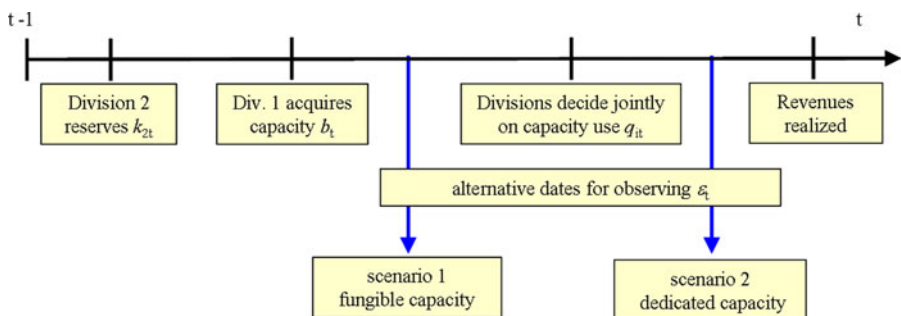 t -1
t
Division 2
reserves k₂ₜ
Div. 1 acquires
capacity bₜ
Divisions decide jointly
on capacity use qᵢₜ
Revenues
realized
alternative dates for observing εₜ
scenario 1
fungible capacity
scenario 2
dedicated capacity